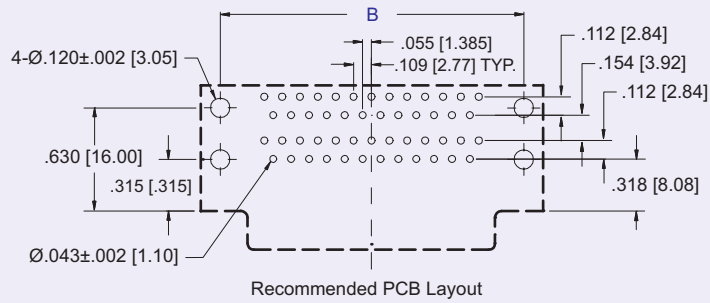 B
.055 [1.385]
.112 [2.84]
4-Ø.120±.002 [3.05]
.109 [2.77] TYP.
.154 [3.92]
.112 [2.84]
.630 [16.00]
.315 [.315]
.318 [8.08]
Ø.043±.002 [1.10]
Recommended PCB Layout